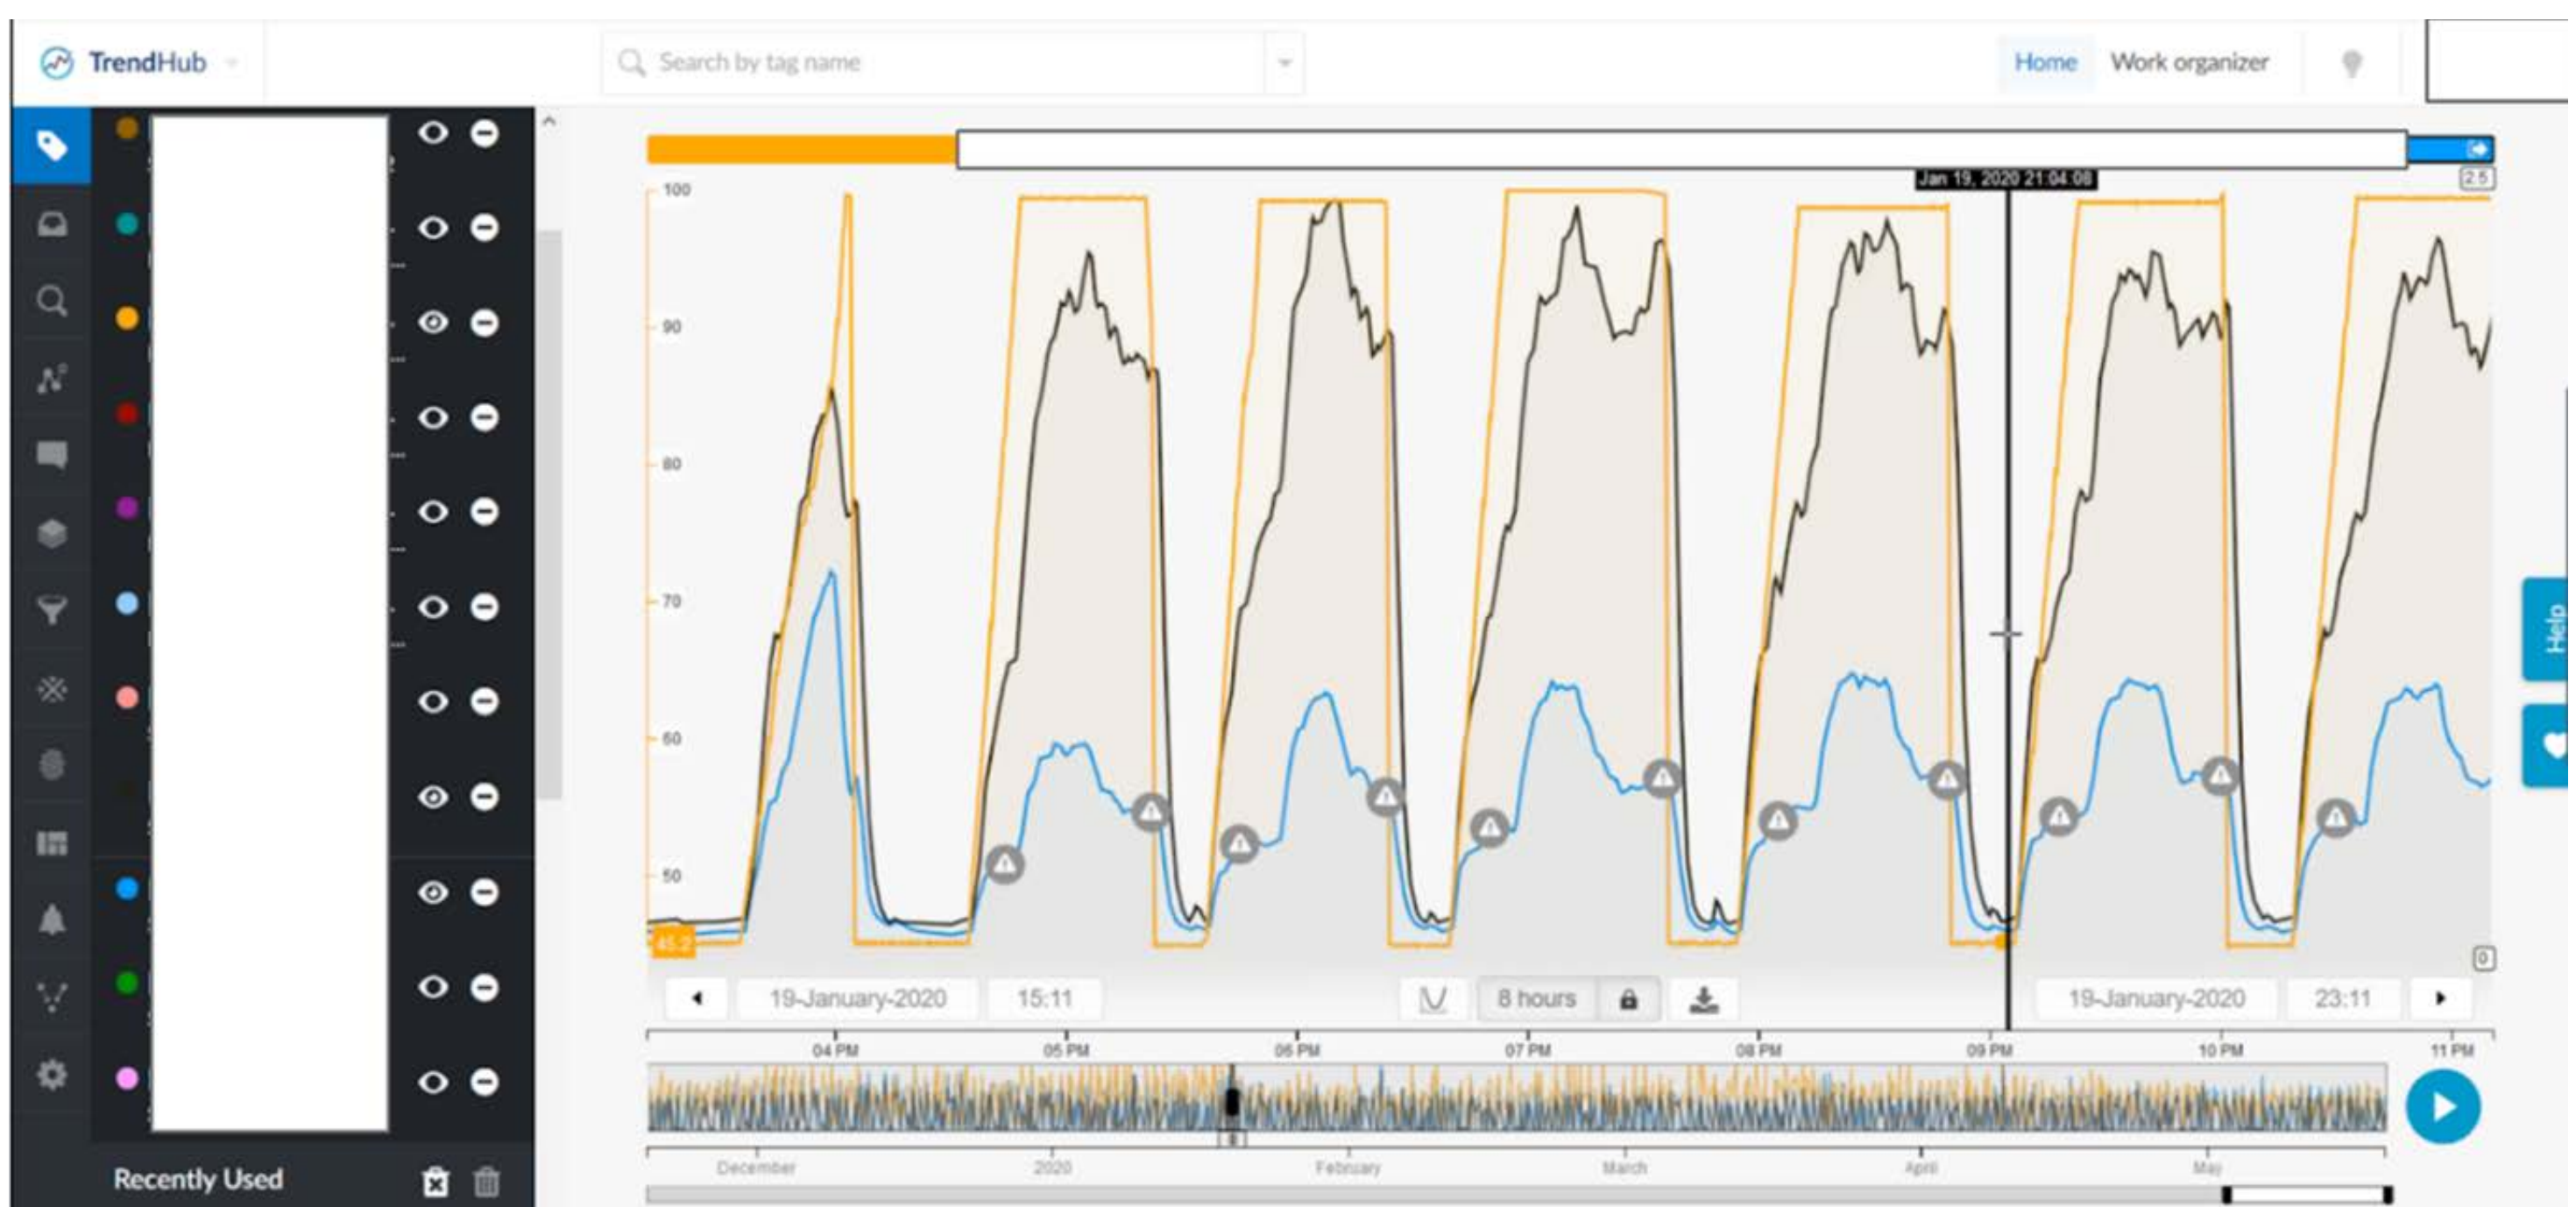 TrendHub
Search by tag name
Home
Work organizer
Jan 19, 2020 21:04:08
2.5
100
90
80
70
60
50
45.2
0
Help
19-January-2020
15:11
8 hours
19-January-2020
23:11
04 PM
05 PM
06 PM
07 PM
08 PM
09 PM
10 PM
11 PM
December
2020
February
March
April
May
Recently Used